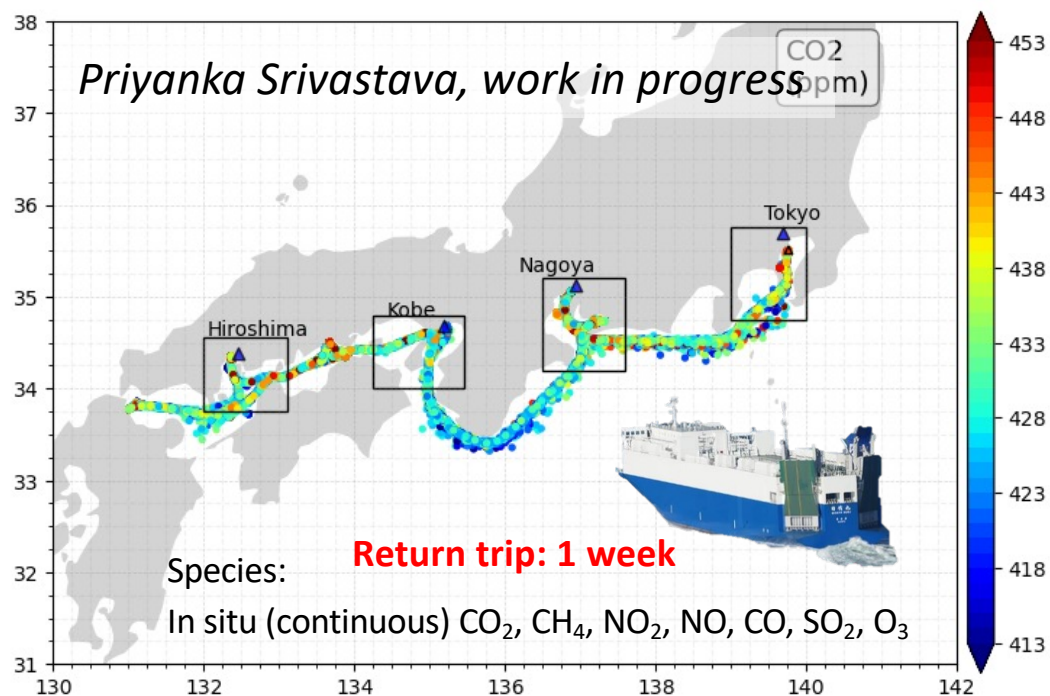 38
37
36
35
34
33
32
31
130
132
134
136
138
140
142
Priyanka Srivastava, work in progress
CO2
ppm)
Tokyo
Nagoya
Kobe
Hiroshima
Return trip: 1 week
Species:
In situ (continuous) CO₂, CH₄, NO₂, NO, CO, SO₂, O₃
453
448
443
438
433
428
423
418
413